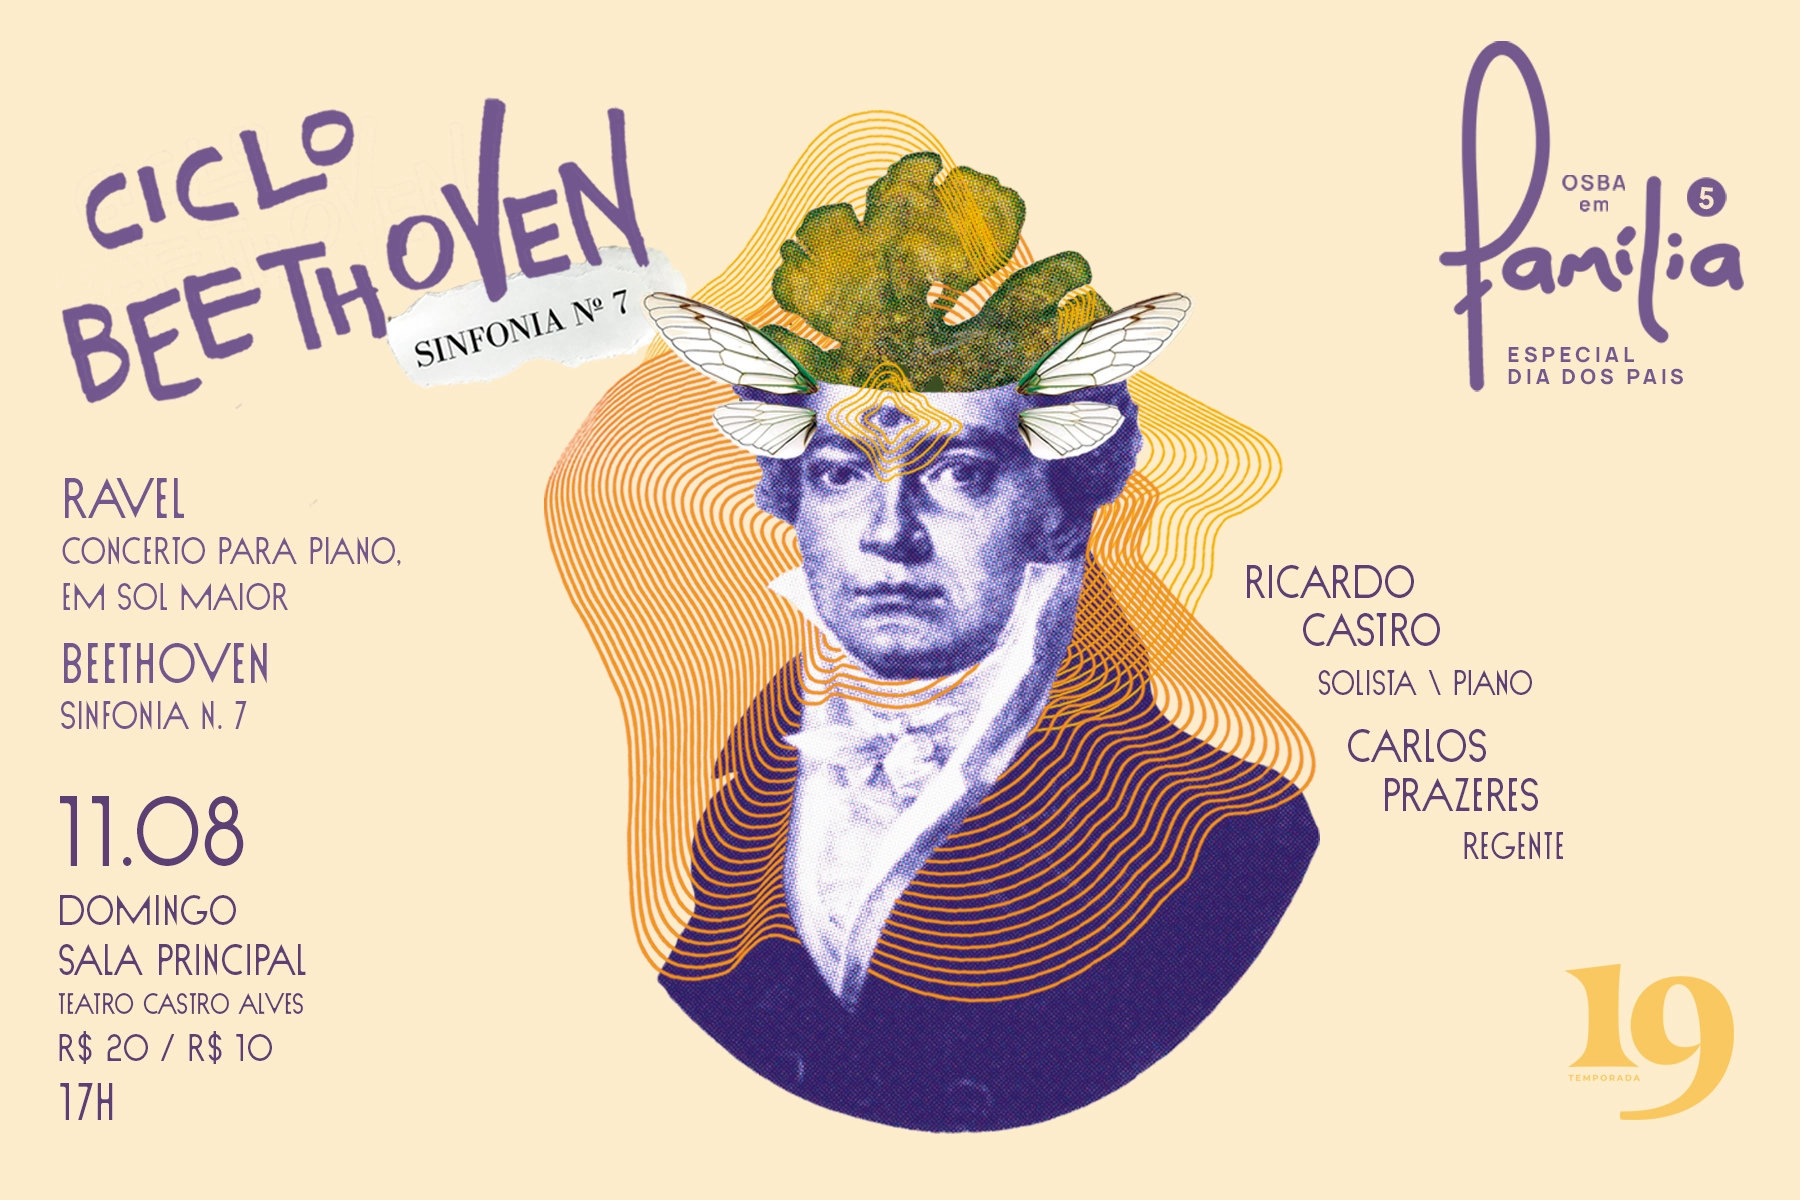 CICLO
BEETHOVEN
SINFONIA Nº 7
OSBA
em
5
Família
ESPECIAL
DIA DOS PAIS
RAVEL
CONCERTO PARA PIANO,
EM SOL MAIOR
BEETHOVEN
SINFONIA N. 7
11.08
DOMINGO
SALA PRINCIPAL
TEATRO CASTRO ALVES
R$ 20 / R$ 10
17H
RICARDO
CASTRO
SOLISTA \ PIANO
CARLOS
PRAZERES
REGENTE
19
TEMPORADA